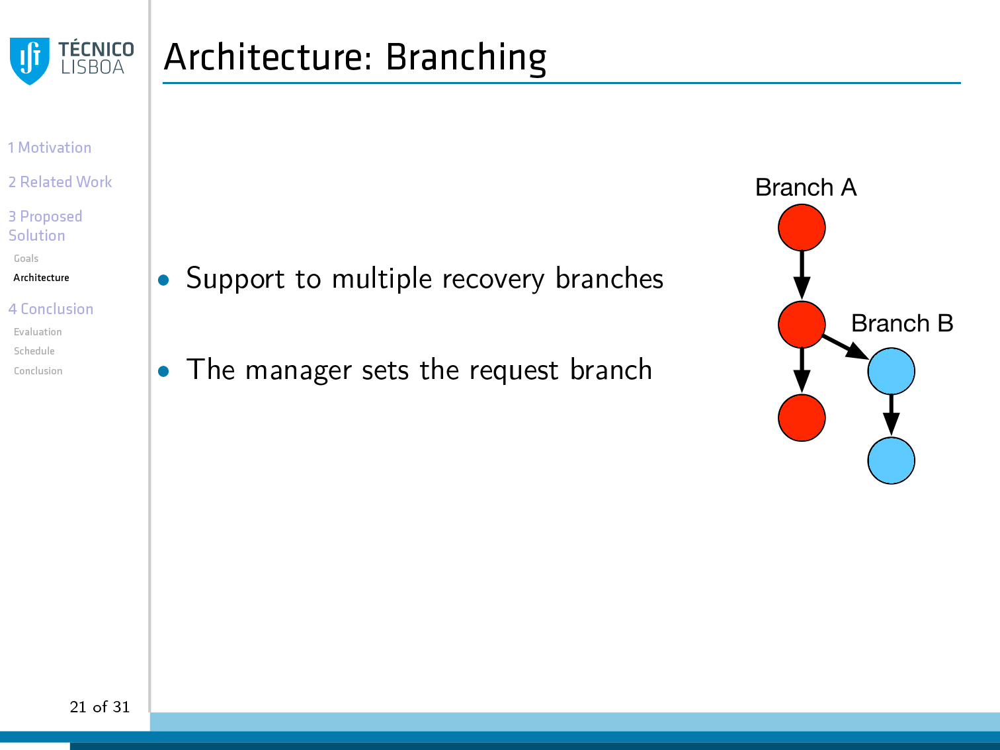 TÉCNICO
LISBOA
Architecture: Branching
1 Motivation
2 Related Work
3 Proposed
Solution
Goals
Architecture
4 Conclusion
Evaluation
Schedule
Conclusion
• Support to multiple recovery branches
• The manager sets the request branch
Branch A
Branch B
21 of 31